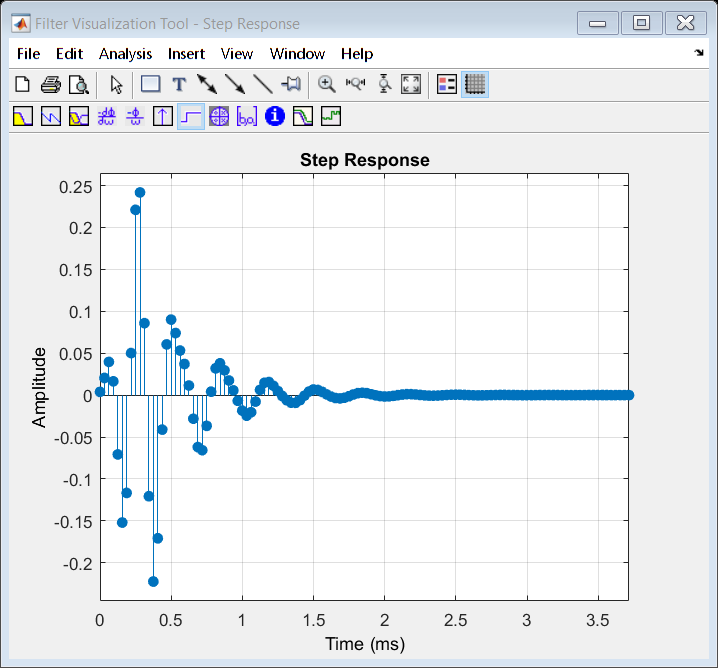 Filter Visualization Tool - Step Response
File Edit Analysis Insert View Window Help
Step Response
0.25
0.2
0.15
0.1
0.05
0
-0.05
-0.1
-0.15
-0.2
Amplitude
0 0.5 1 1.5 2 2.5 3 3.5
Time (ms)